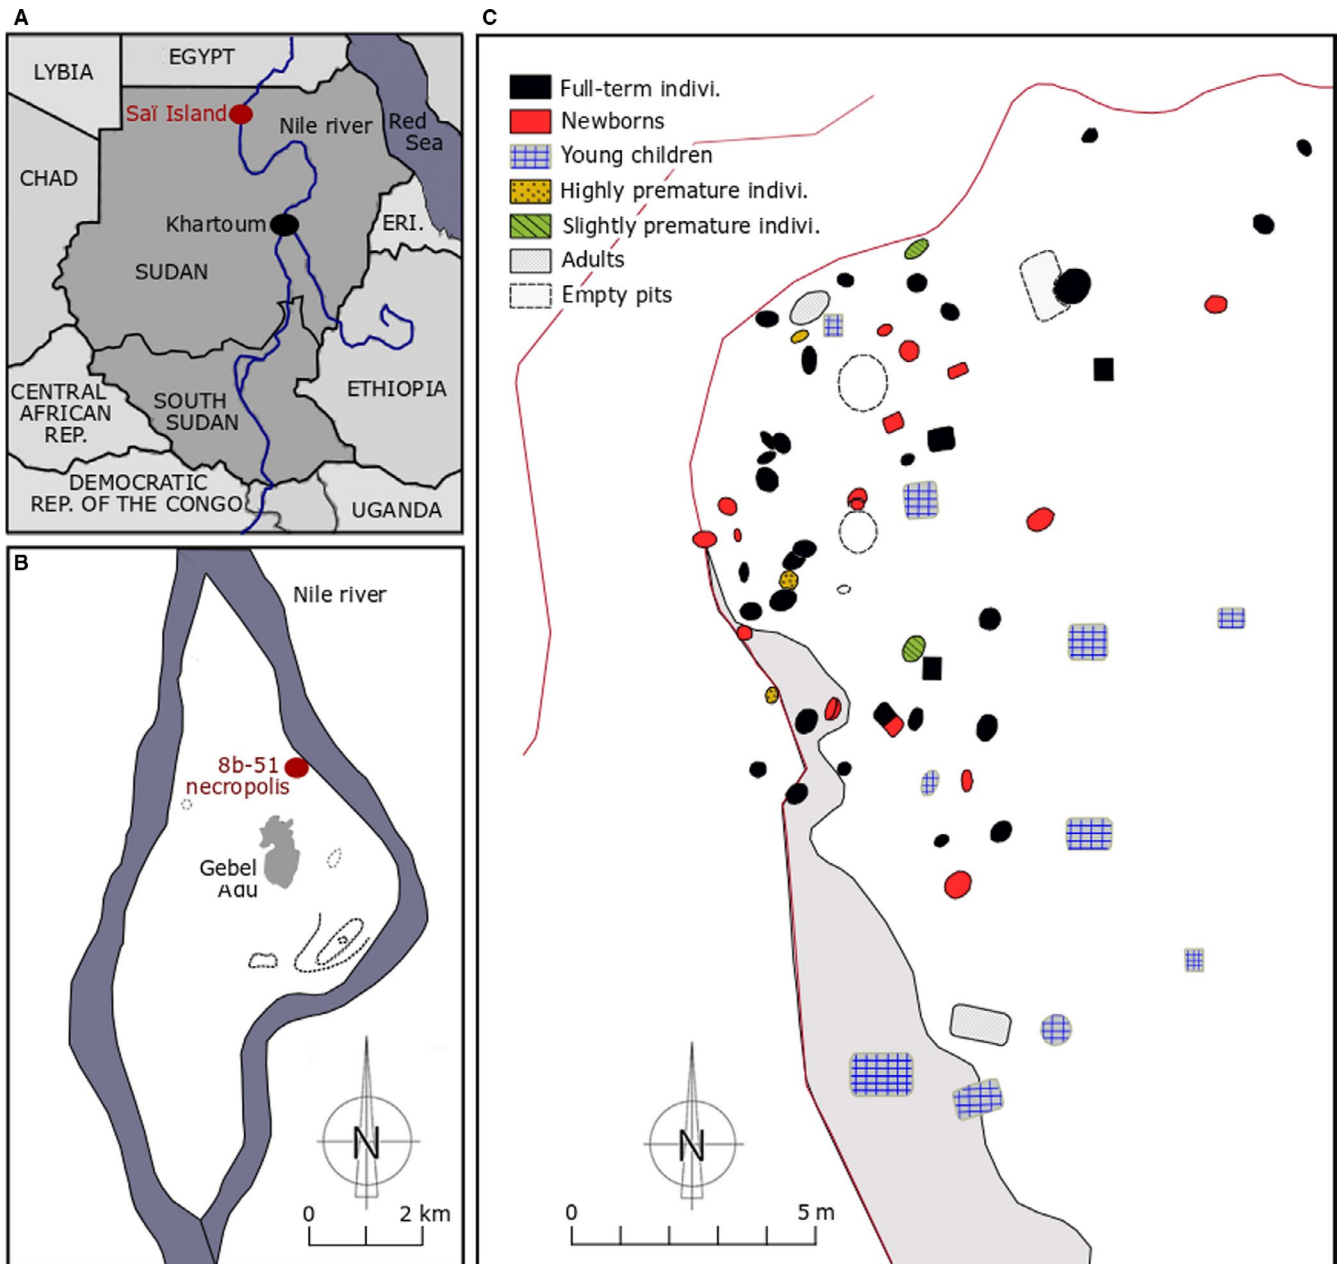 A
LYBIA
EGYPT
Saï Island
Nile river
Red
Sea
CHAD
Khartoum
ERI.
SUDAN
CENTRAL
AFRICAN
REP.
SOUTH
SUDAN
ETHIOPIA
DEMOCRATIC
REP. OF THE CONGO
UGANDA
B
Nile river
8b-51
necropolis
Gebel
Adu
N
0 2 km
C
Full-term indivi.
Newborns
Young children
Highly premature indivi.
Slightly premature indivi.
Adults
Empty pits
N
0 5 m